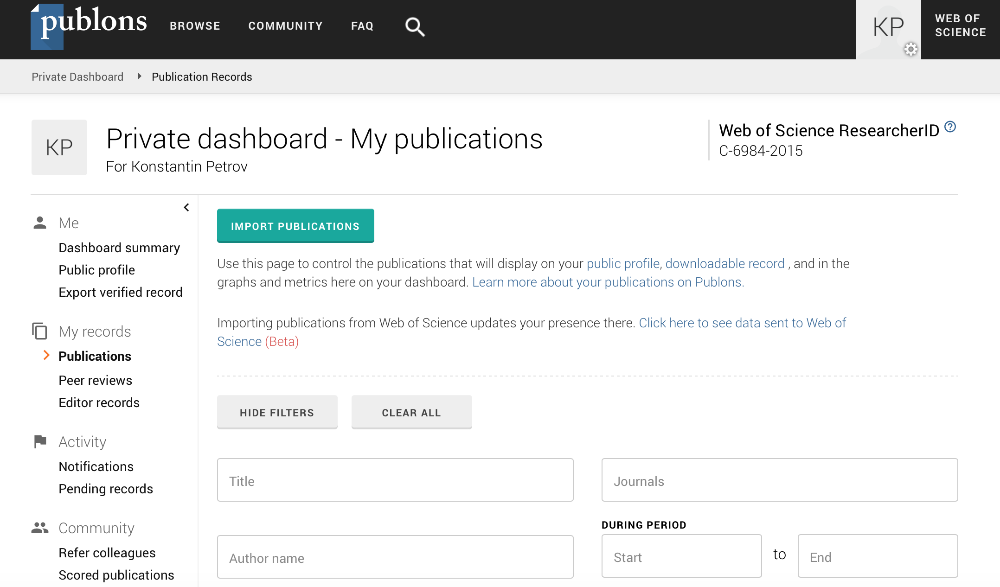 publons
BROWSE
COMMUNITY
FAQ
KP
WEB OF
SCIENCE
Private Dashboard
Publication Records
KP
Private dashboard - My publications
For Konstantin Petrov
Web of Science ResearcherID ?
C-6984-2015
Me
Dashboard summary
Public profile
Export verified record
My records
Publications
Peer reviews
Editor records
Activity
Notifications
Pending records
Community
Refer colleagues
Scored publications
IMPORT PUBLICATIONS
Use this page to control the publications that will display on your public profile, downloadable record , and in the
graphs and metrics here on your dashboard. Learn more about your publications on Publons.
Importing publications from Web of Science updates your presence there. Click here to see data sent to Web of
Science (Beta)
HIDE FILTERS
CLEAR ALL
Title
Journals
Author name
DURING PERIOD
Start
to
End